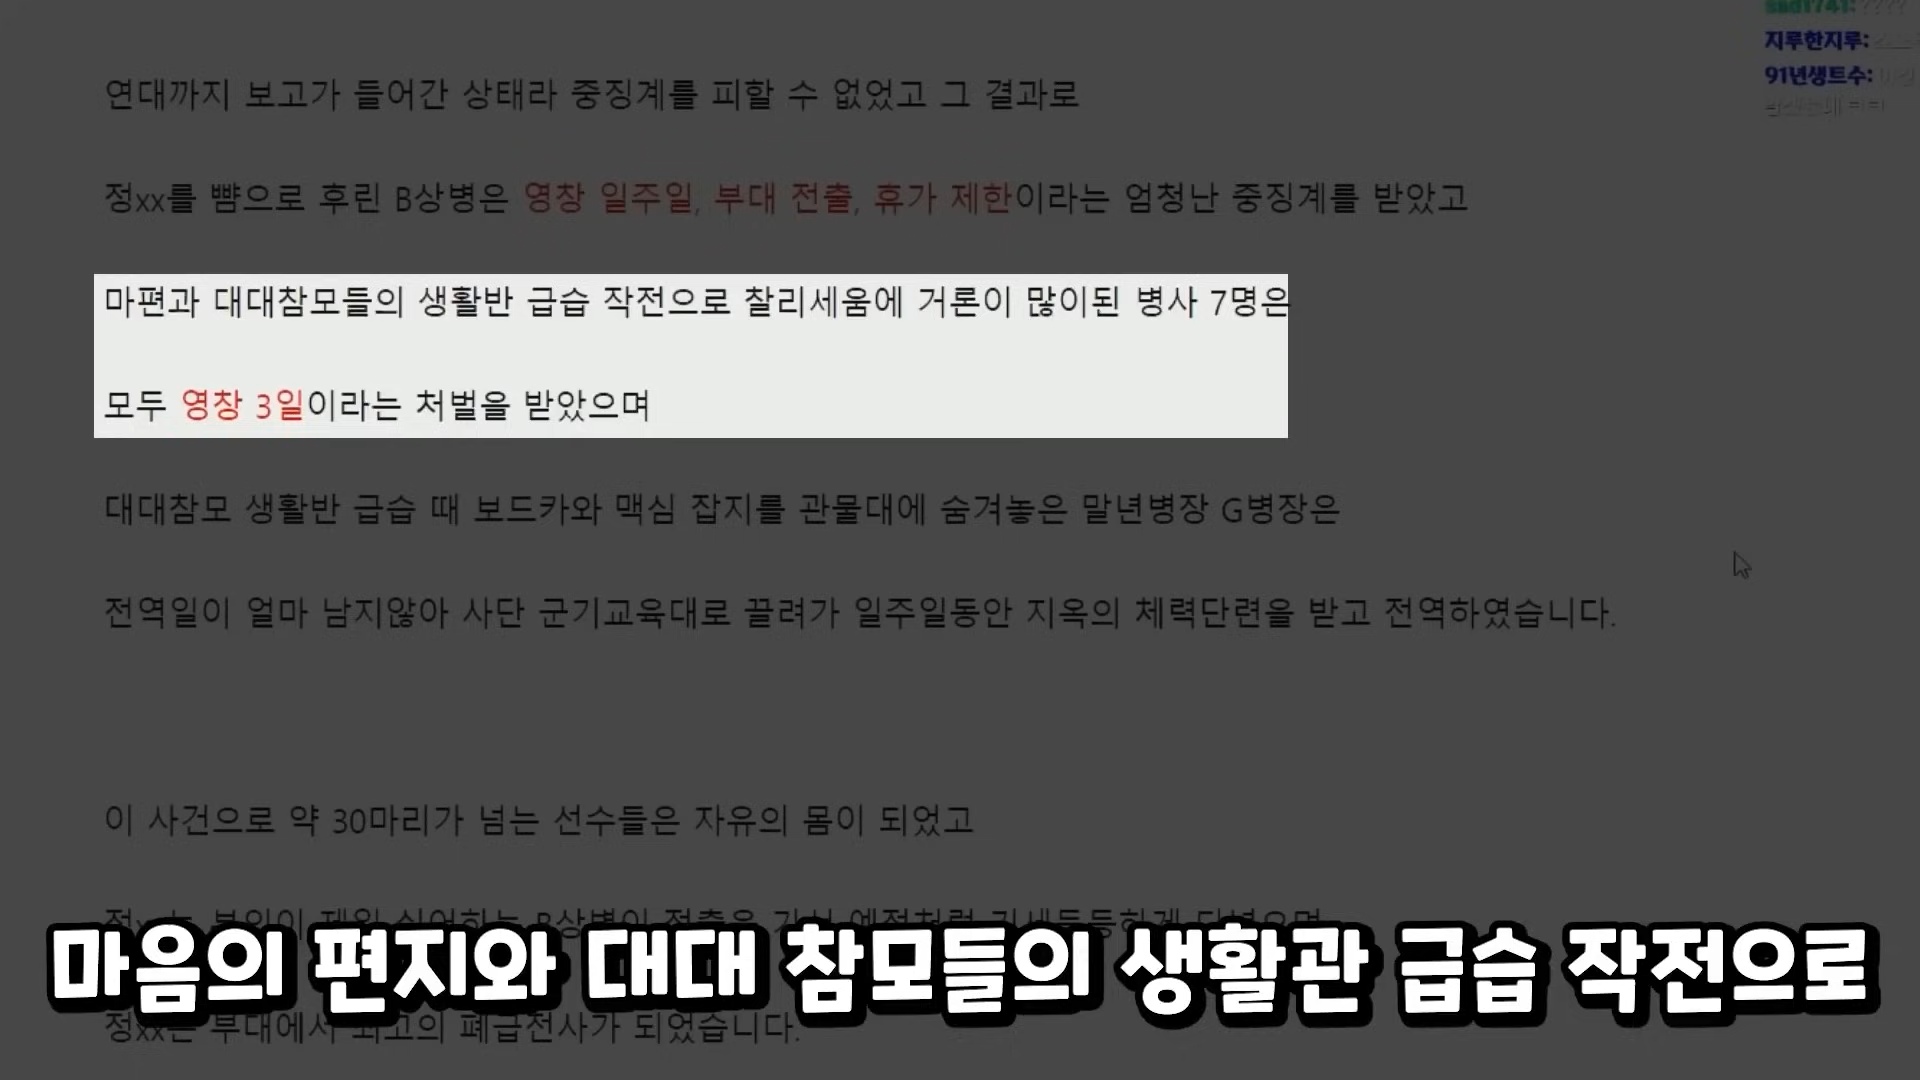 지루한지루:
91년생트수:
연대까지 보고가 들어간 상태라 중징계를 피할 수 없었고 그 결과로
정xx를 뺨으로 후린 B상병은 영창 일주일, 부대 전출, 휴가 제한이라는 엄청난 중징계를 받았고
마편과 대대참모들의 생활반 급습 작전으로 찰리세움에 거론이 많이된 병사 7명은
모두 영창 3일이라는 처벌을 받았으며
대대참모 생활반 급습 때 보드카와 맥심 잡지를 관물대에 숨겨놓은 말년병장 G병장은
전역일이 얼마 남지않아 사단 군기교육대로 끌려가 일주일동안 지옥의 체력단련을 받고 전역하였습니다.
이 사건으로 약 30마리가 넘는 선수들은 자유의 몸이 되었고
마음의 편지와 대대 참모들의 생활관 급습 작전으로
정xx는 부대에서 최고의 폐급전사가 되었습니다.